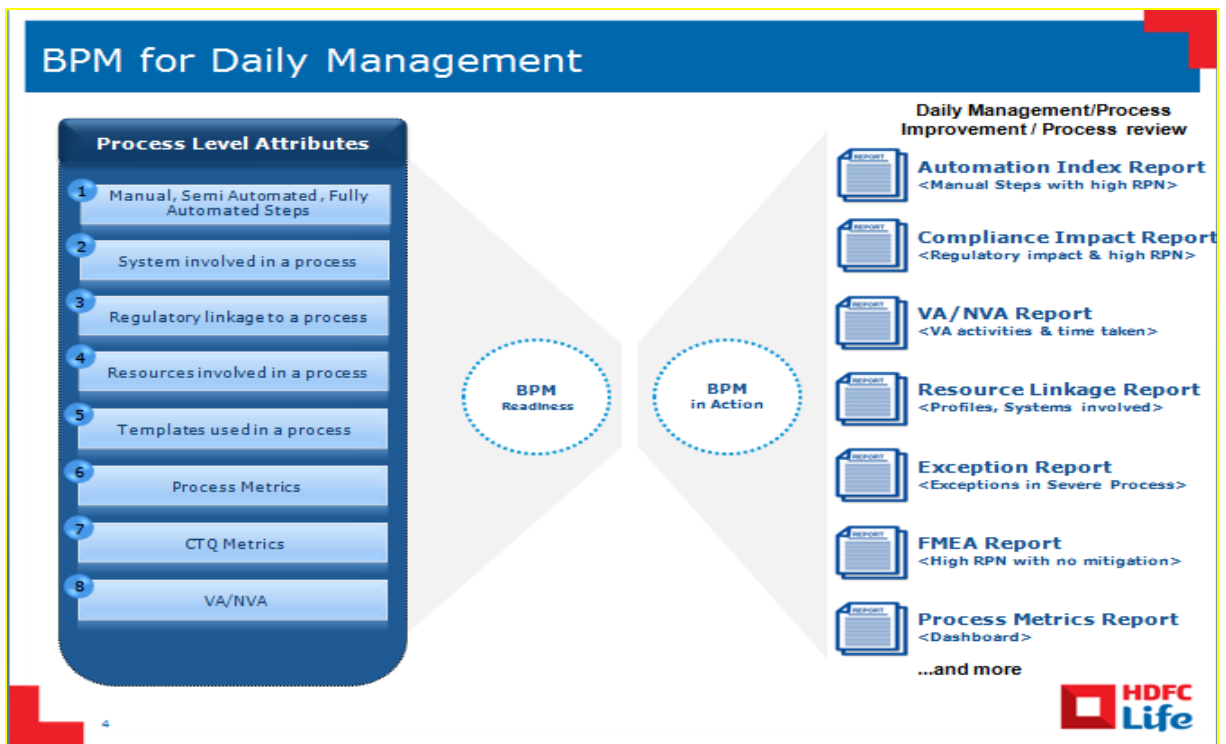 BPM for Daily Management
Process Level Attributes
1
Manual, Semi Automated , Fully
Automated Steps
2
System involved in a process
3
Regulatory linkage to a process
4
Resources involved in a process
5
Templates used in a process
6
Process Metrics
7
CTQ Metrics
8
VA/NVA
BPM
Readiness
BPM
in Action
Daily Management/Process
Improvement / Process review
REPORT
Automation Index Report
<Manual Steps with high RPN>
REPORT
Compliance Impact Report
<Regulatory impact & high RPN>
REPORT
VA/NVA Report
<VA activities & time taken>
REPORT
Resource Linkage Report
<Profiles, Systems involved>
REPORT
Exception Report
<Exceptions in Severe Process>
REPORT
FMEA Report
<High RPN with no mitigation>
REPORT
Process Metrics Report
<Dashboard>
...and more
4
HDFC
Life